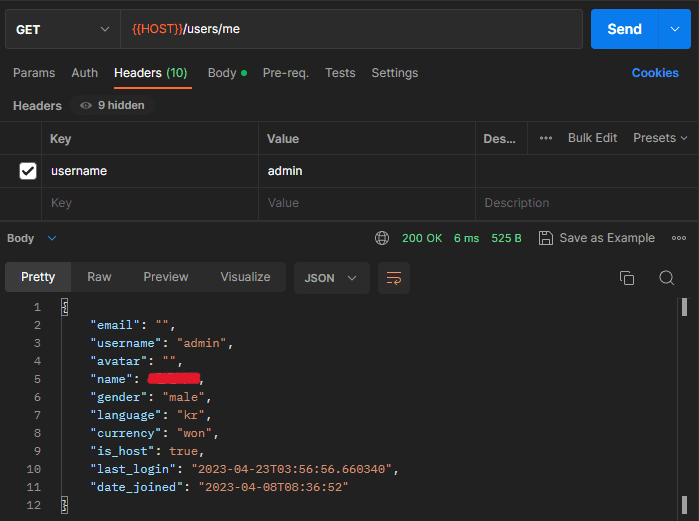 GET {{HOST}}/users/me Send
Params Auth Headers (10) Body Pre-req. Tests Settings Cookies
Headers 9 hidden
Key Value Des... Bulk Edit Presets
username admin
Key Value Description
Body 200 OK 6 ms 525 B Save as Example
Pretty Raw Preview Visualize JSON
1 {
2 "email": "",
3 "username": "admin",
4 "avatar": "",
5 "name": ,
6 "gender": "male",
7 "language": "kr",
8 "currency": "won",
9 "is_host": true,
10 "last_login": "2023-04-23T03:56:56.660340",
11 "date_joined": "2023-04-08T08:36:52"
12 }